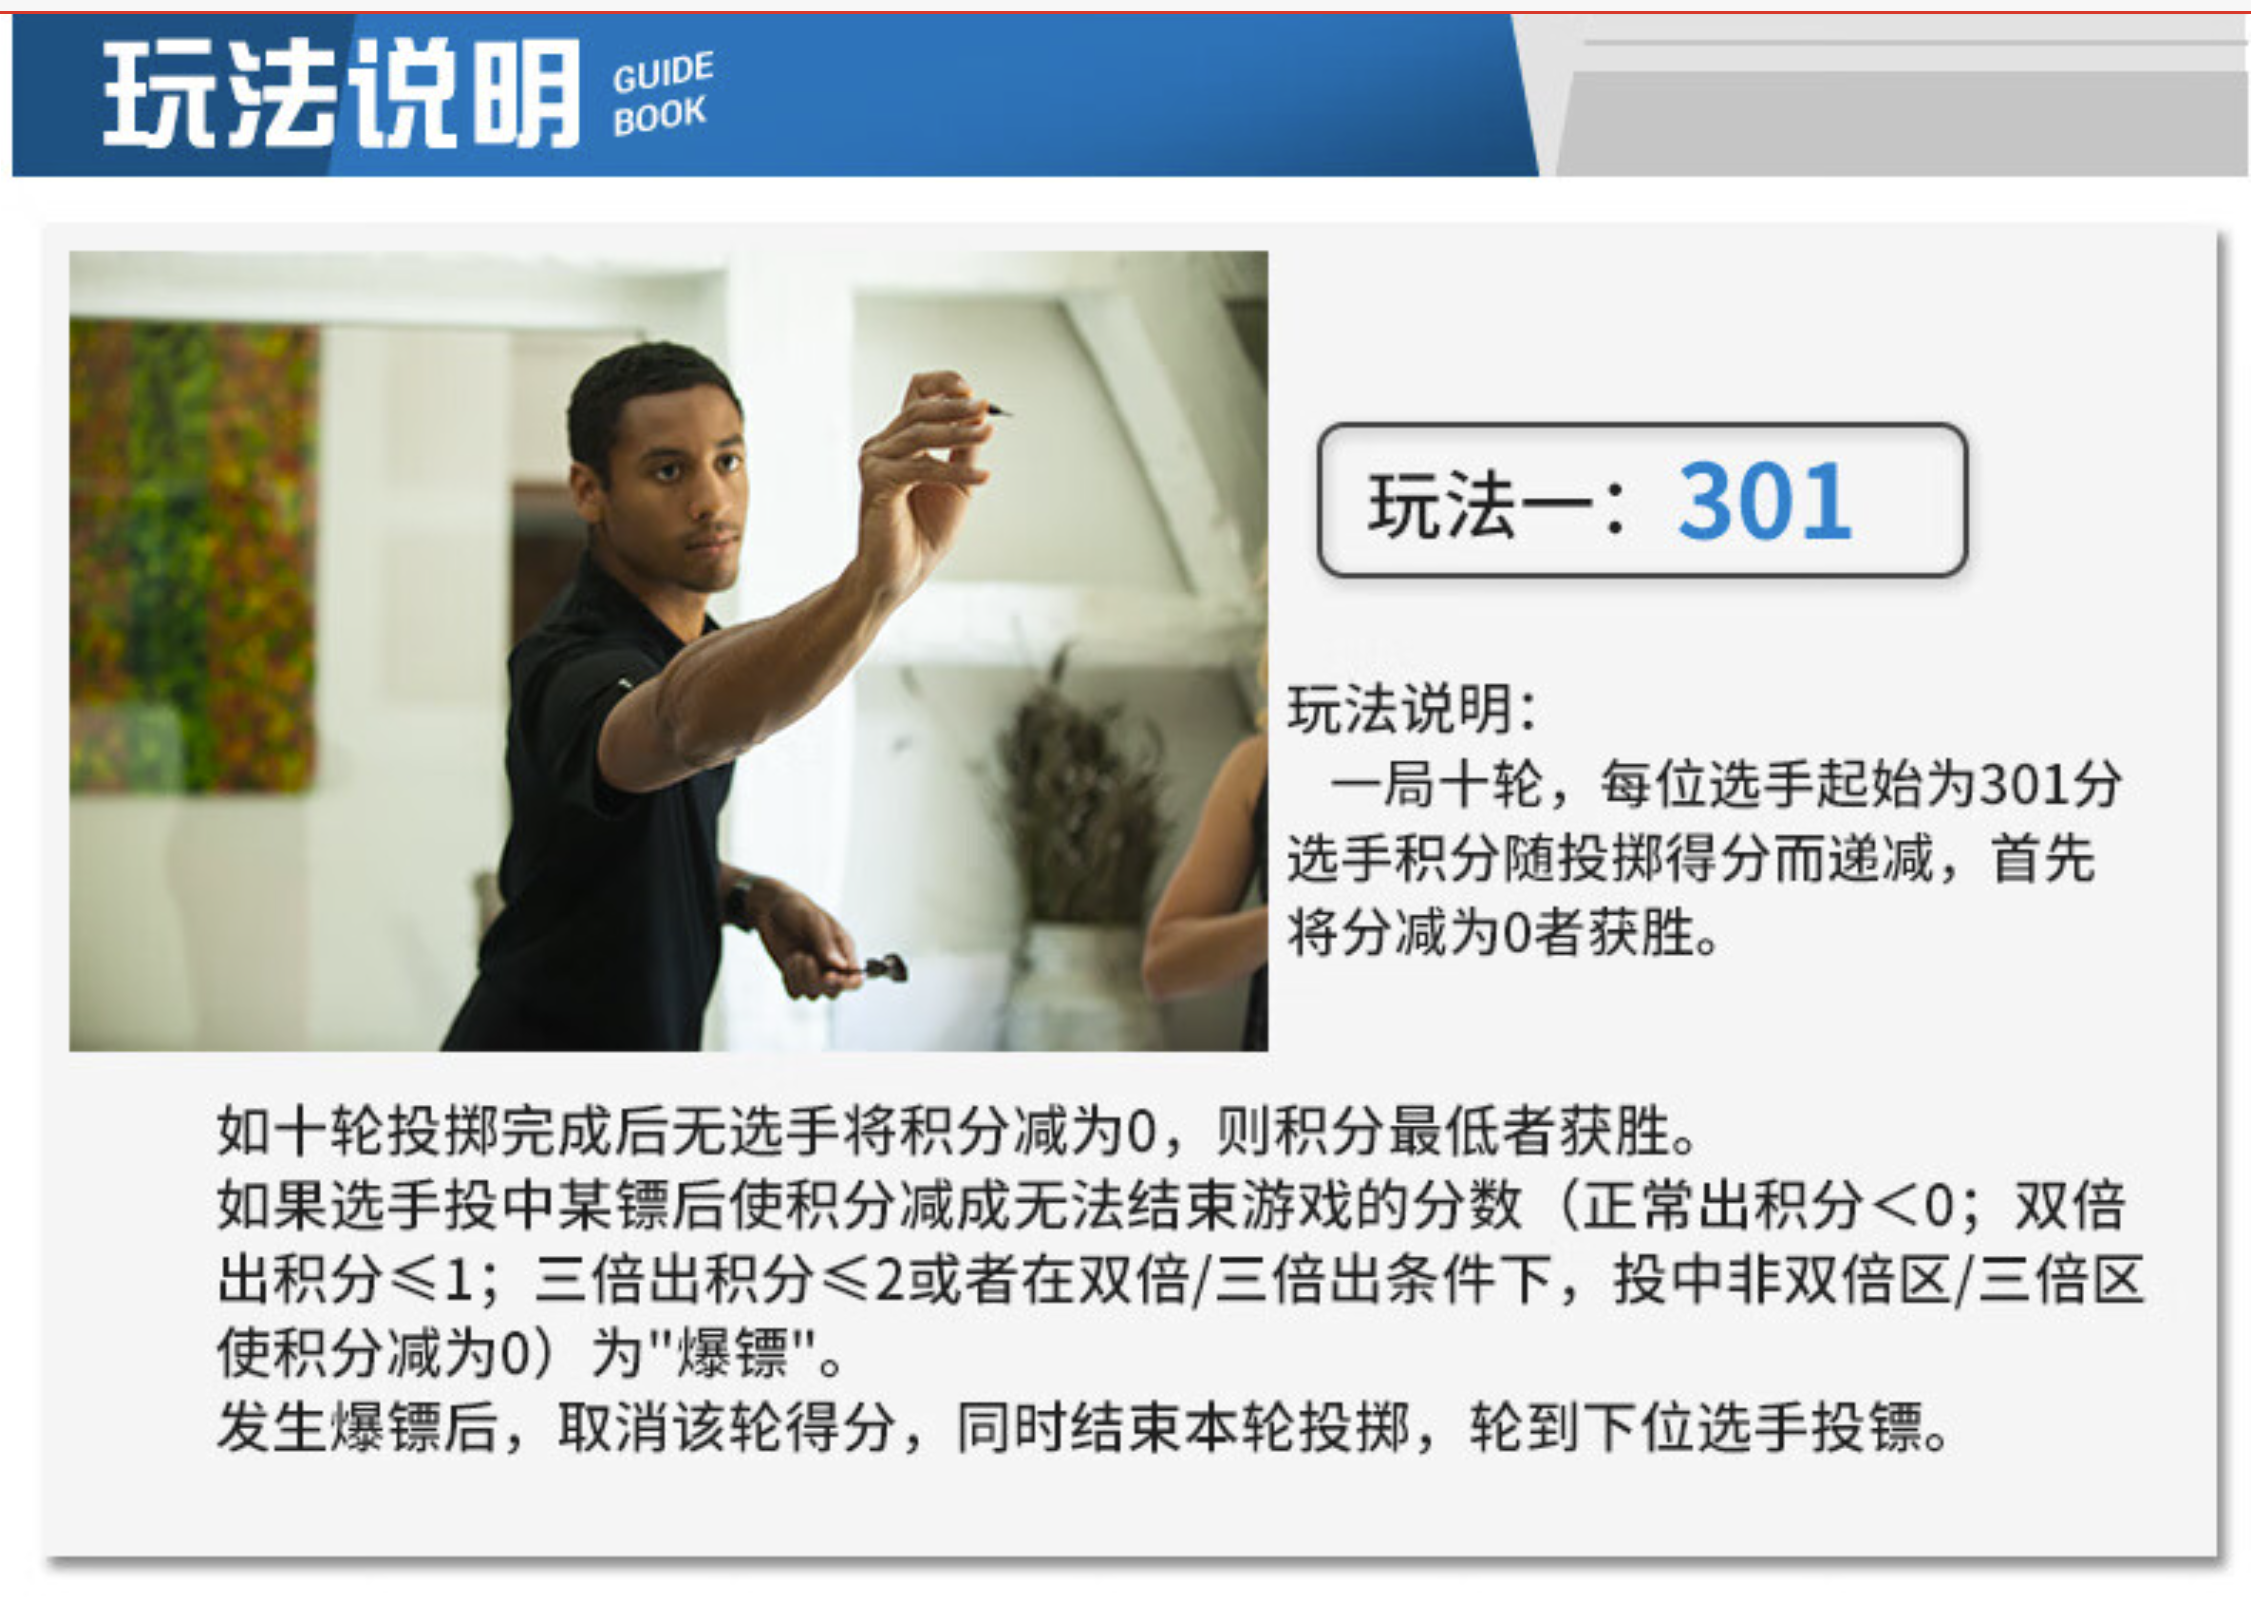 玩法说明
GUIDE
BOOK
玩法一：301
玩法说明：
一局十轮，每位选手起始为301分
选手积分随投掷得分而递减，首先
将分减为0者获胜。
如十轮投掷完成后无选手将积分减为0，则积分最低者获胜。
如果选手投中某镖后使积分减成无法结束游戏的分数（正常出积分＜0；双倍
出积分≤1；三倍出积分≤2或者在双倍/三倍出条件下，投中非双倍区/三倍区
使积分减为0）为"爆镖"。
发生爆镖后，取消该轮得分，同时结束本轮投掷，轮到下位选手投镖。